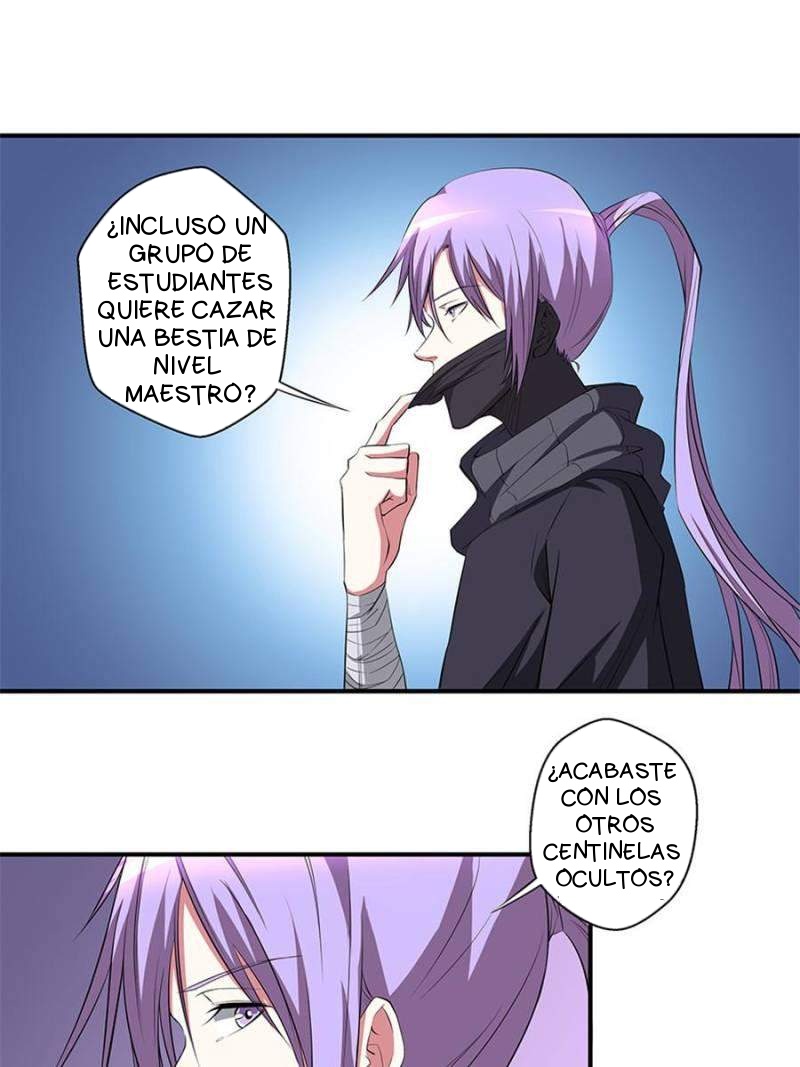 ¿INCLUSO UN
GRUPO DE
ESTUDIANTES
QUIERE CAZAR
UNA BESTIA DE
NIVEL
MAESTRO?
¿ACABASTE
CON LOS
OTROS
CENTINELAS
OCULTOS?